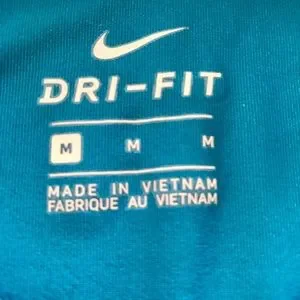 DRI-FIT
M M M
MADE IN VIETNAM
FABRIQUE AU VIETNAM